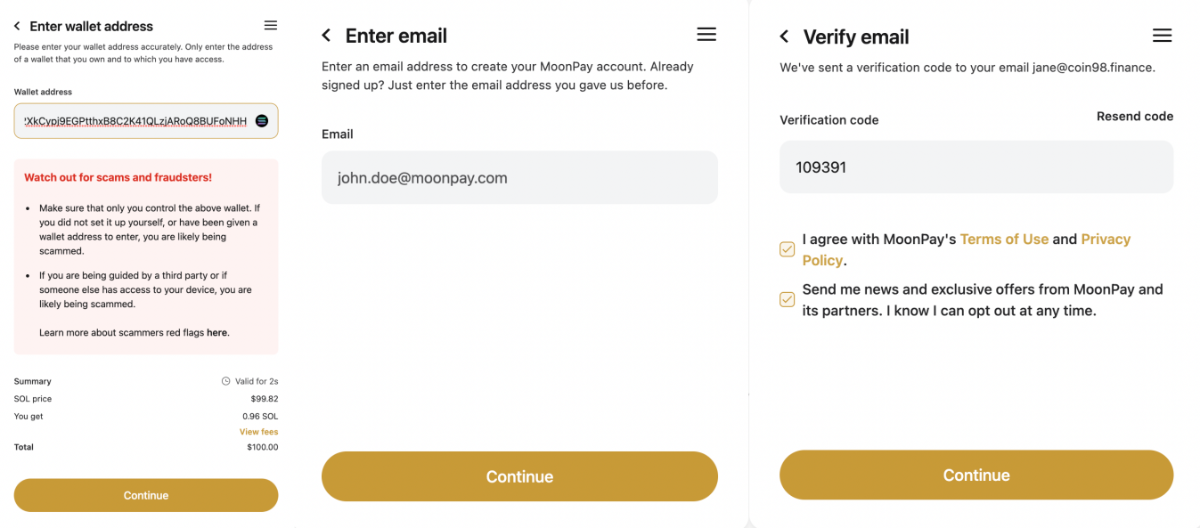 Enter wallet address
Please enter your wallet address accurately. Only enter the address
of a wallet that you own and to which you have access.
Wallet address
XkCypj9EGPtthxB8C2K41QLzjARoQ8BUFoNHH
Watch out for scams and fraudsters!
• Make sure that only you control the above wallet. If
you did not set it up yourself, or have been given a
wallet address to enter, you are likely being
scammed.
• If you are being guided by a third party or if
someone else has access to your device, you are
likely being scammed.
Learn more about scammers red flags here.
Summary Valid for 2s
SOL price $99.82
You get 0.96 SOL
View fees
Total $100.00
Continue
Enter email
Enter an email address to create your MoonPay account. Already
signed up? Just enter the email address you gave us before.
Email
john.doe@moonpay.com
Continue
Verify email
We've sent a verification code to your email jane@coin98.finance.
Verification code Resend code
109391
I agree with MoonPay's Terms of Use and Privacy
Policy.
Send me news and exclusive offers from MoonPay and
its partners. I know I can opt out at any time.
Continue